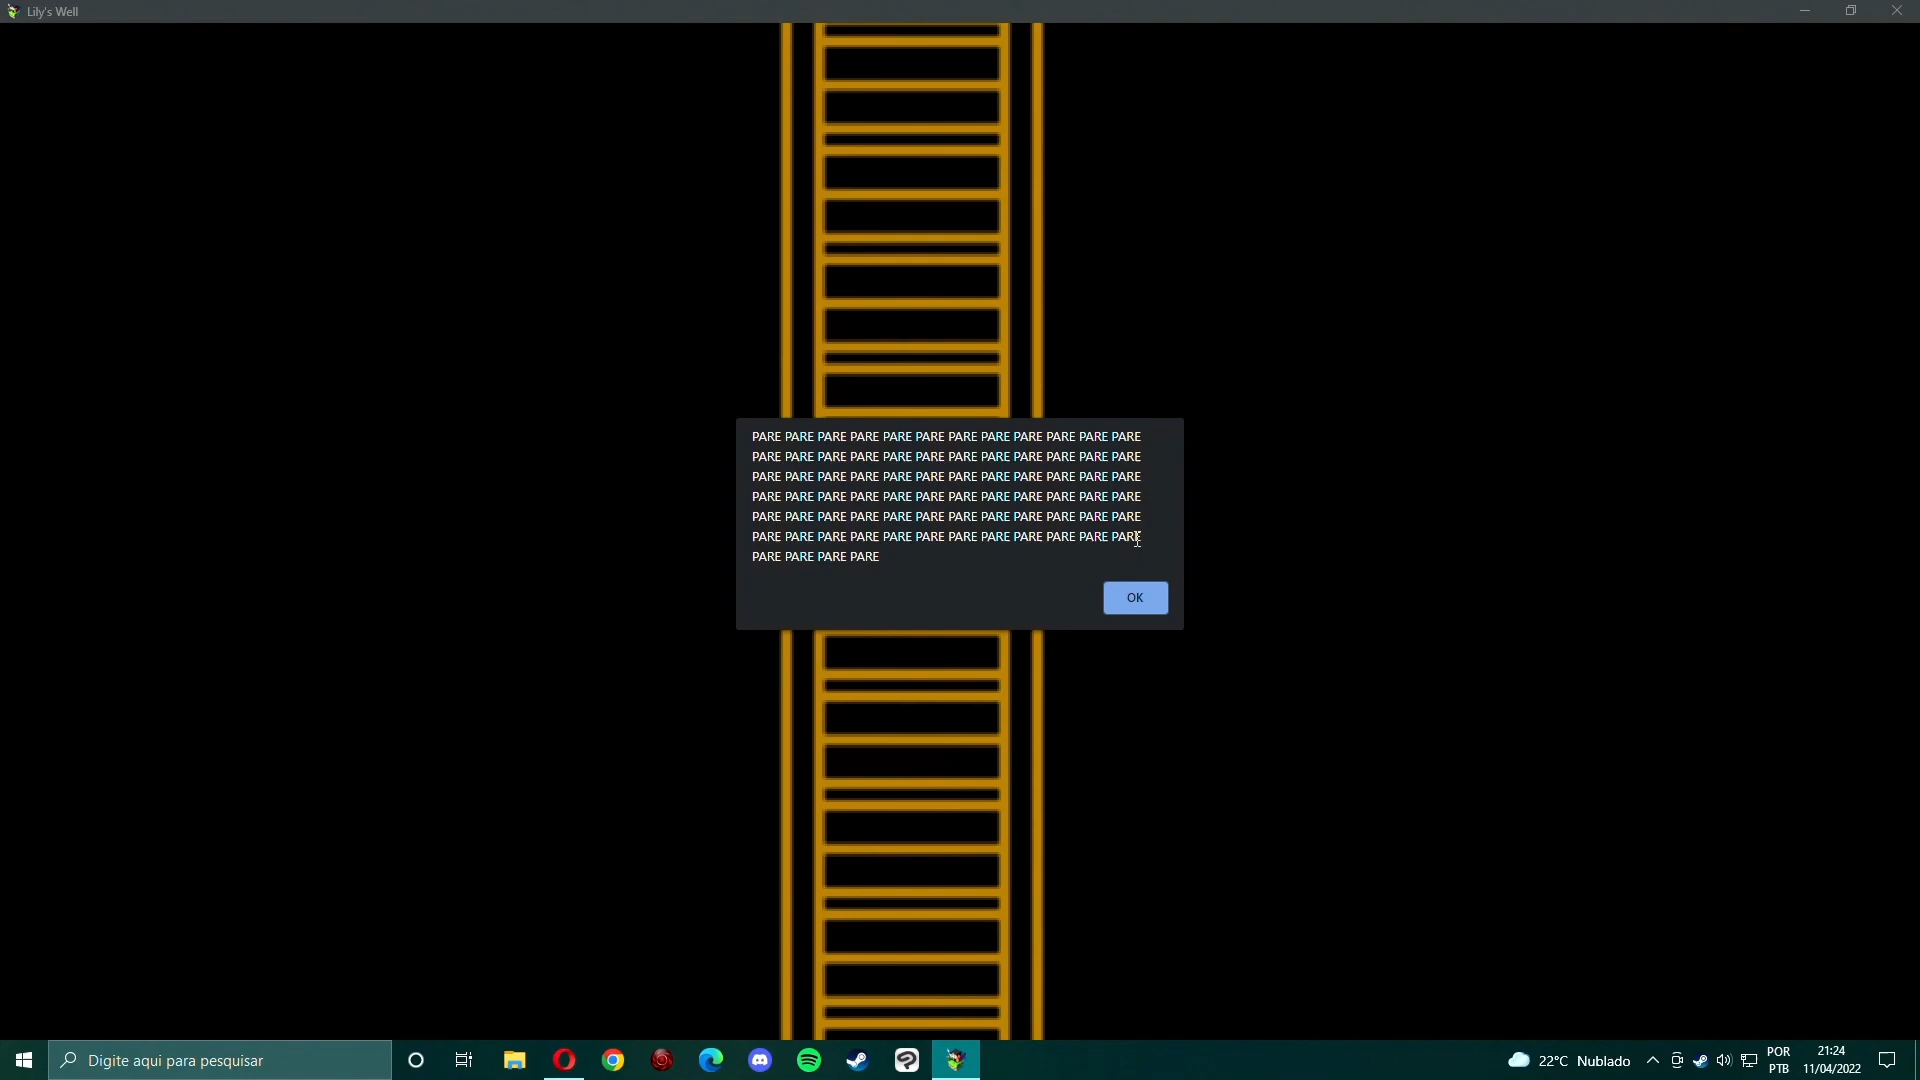 Lily's Well
PARE PARE PARE PARE PARE PARE PARE PARE PARE PARE PARE PARE
PARE PARE PARE PARE PARE PARE PARE PARE PARE PARE PARE PARE
PARE PARE PARE PARE PARE PARE PARE PARE PARE PARE PARE PARE
PARE PARE PARE PARE PARE PARE PARE PARE PARE PARE PARE PARE
PARE PARE PARE PARE PARE PARE PARE PARE PARE PARE PARE PARE
PARE PARE PARE PARE PARE PARE PARE PARE PARE PARE PARE PARE
PARE PARE PARE PARE
OK
Digite aqui para pesquisar
22°C Nublado
POR
PTB
21:24
11/04/2022